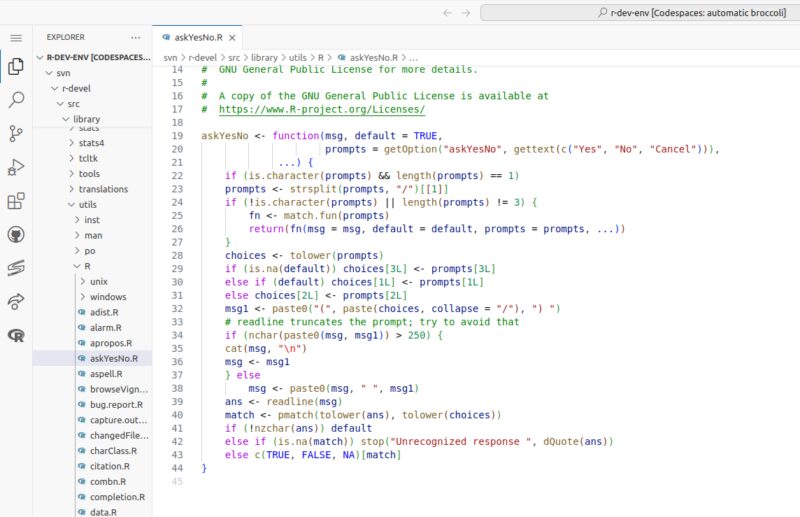 r-dev-env [Codespaces: automatic broccoli]
EXPLORER
R-DEV-ENV [CODESPACES...
svn
r-devel
src
library
stats
stats4
tcltk
tools
translations
utils
inst
man
po
R
unix
windows
adist.R
alarm.R
apropos.R
askYesNo.R
aspell.R
browseVign...
bug.report.R
capture.out...
changedFile...
charClass.R
citation.R
combn.R
completion.R
data.R
askYesNo.R
svn > r-devel > src > library > utils > R > askYesNo.R > ...
14 #  GNU General Public License for more details.
15 #
16 #  A copy of the GNU General Public License is available at
17 #  https://www.R-project.org/Licenses/
18
19 askYesNo <- function(msg, default = TRUE,
20                      prompts = getOption("askYesNo", gettext(c("Yes", "No", "Cancel"))),
21             ...) {
22     if (is.character(prompts) && length(prompts) == 1)
23     prompts <- strsplit(prompts, "/")[[1]]
24     if (!is.character(prompts) || length(prompts) != 3) {
25         fn <- match.fun(prompts)
26         return(fn(msg = msg, default = default, prompts = prompts, ...))
27     }
28     choices <- tolower(prompts)
29     if (is.na(default)) choices[3L] <- prompts[3L]
30     else if (default) choices[1L] <- prompts[1L]
31     else choices[2L] <- prompts[2L]
32     msg1 <- paste0("(", paste(choices, collapse = "/"), ") ")
33     # readline truncates the prompt; try to avoid that
34     if (nchar(paste0(msg, msg1)) > 250) {
35     cat(msg, "\n")
36     msg <- msg1
37     } else
38         msg <- paste0(msg, " ", msg1)
39     ans <- readline(msg)
40     match <- pmatch(tolower(ans), tolower(choices))
41     if (!nzchar(ans)) default
42     else if (is.na(match)) stop("Unrecognized response ", dQuote(ans))
43     else c(TRUE, FALSE, NA)[match]
44 }
45